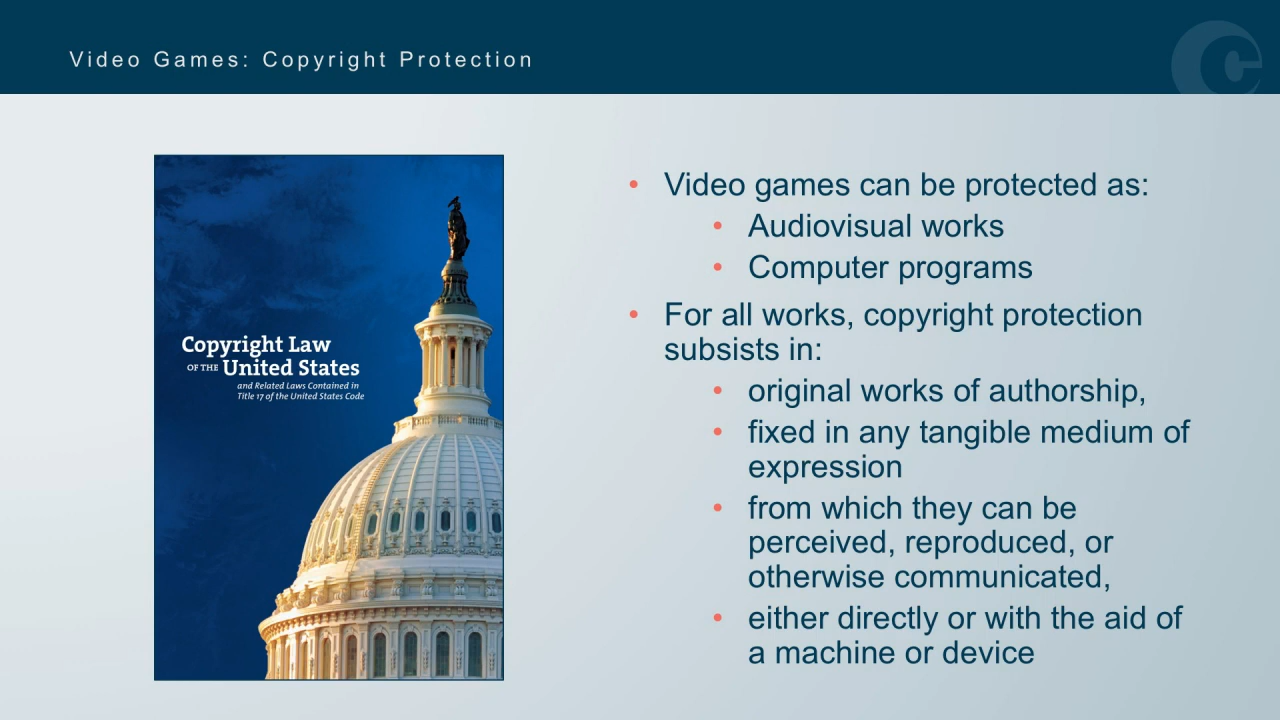 Video Games: Copyright Protection
Copyright Law
OF THE United States
and Related Laws Contained in
Title 17 of the United States Code
• Video games can be protected as:
• Audiovisual works
• Computer programs
• For all works, copyright protection
subsists in:
• original works of authorship,
• fixed in any tangible medium of
expression
• from which they can be
perceived, reproduced, or
otherwise communicated,
• either directly or with the aid of
a machine or device